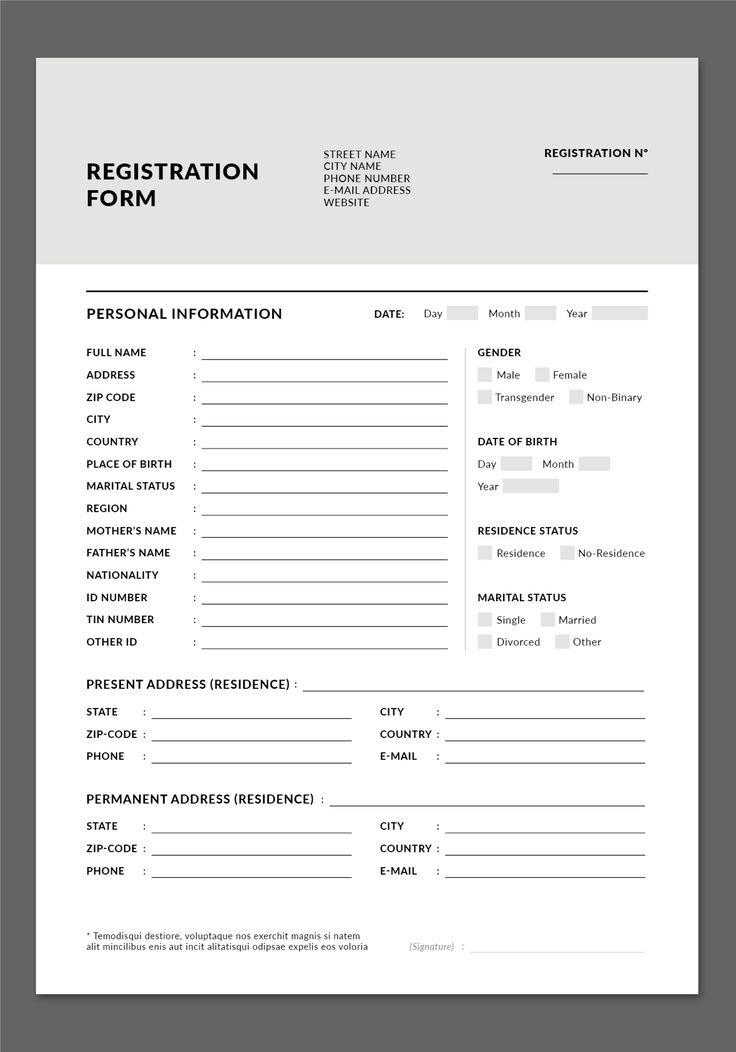 REGISTRATION
FORM
STREET NAME
CITY NAME
PHONE NUMBER
E-MAIL ADDRESS
WEBSITE
REGISTRATION Nº
PERSONAL INFORMATION
DATE: Day Month Year
FULL NAME :
ADDRESS :
ZIP CODE :
CITY :
COUNTRY :
PLACE OF BIRTH :
MARITAL STATUS :
REGION :
MOTHER'S NAME :
FATHER'S NAME :
NATIONALITY :
ID NUMBER :
TIN NUMBER :
OTHER ID :
GENDER
Male Female
Transgender Non-Binary
DATE OF BIRTH
Day Month
Year
RESIDENCE STATUS
Residence No-Residence
MARITAL STATUS
Single Married
Divorced Other
PRESENT ADDRESS (RESIDENCE) :
STATE : CITY :
ZIP-CODE : COUNTRY :
PHONE : E-MAIL :
PERMANENT ADDRESS (RESIDENCE) :
STATE : CITY :
ZIP-CODE : COUNTRY :
PHONE : E-MAIL :
* Temodisqui destiore, voluptaque nos exerchit magnis si natem
alit mincilibus enis aut incit alitatisqui odipsae expelis eos voloria
(Signature) :